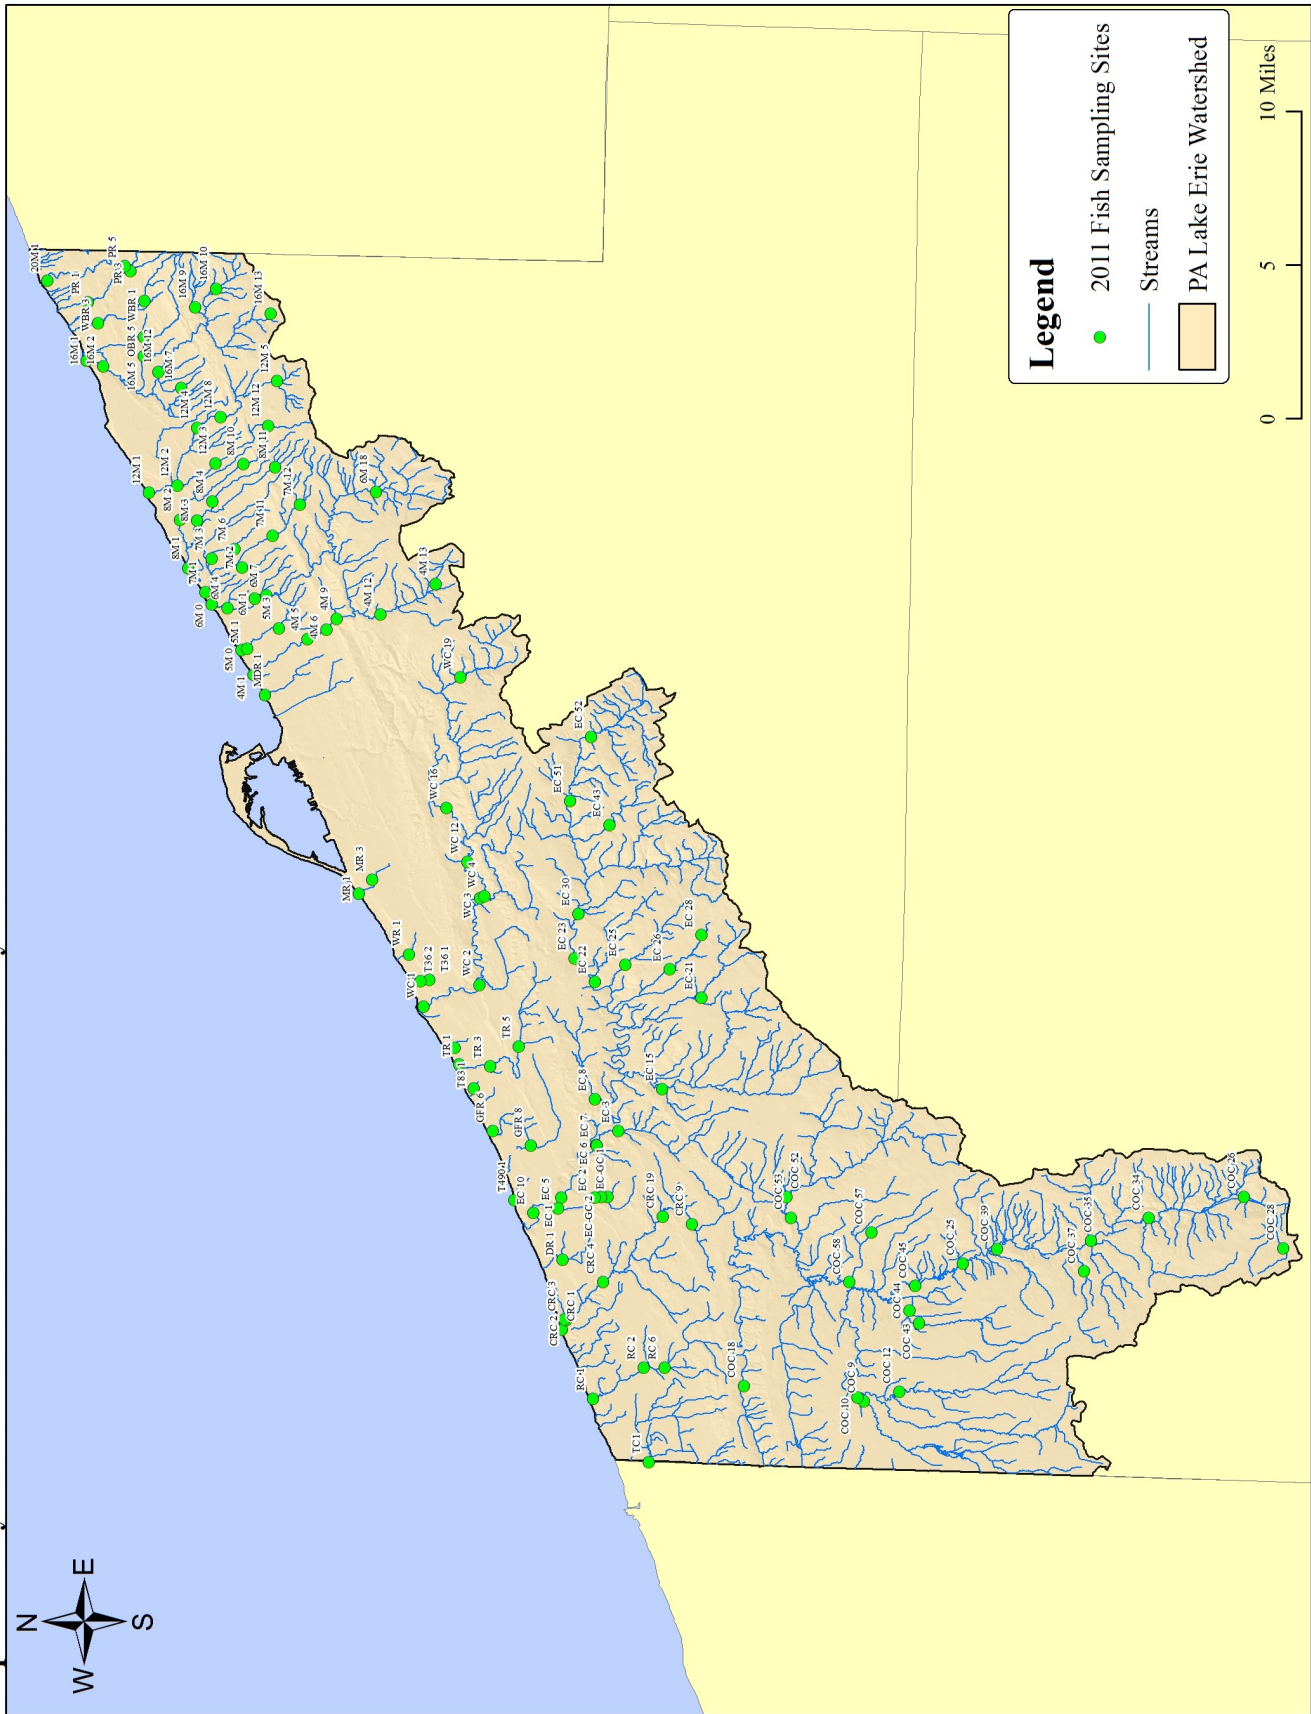 N
W
E
S
20M 1
PR 1
PR 5
PR 3
WBR 3
WBR 1
16M 1
16M 2
OBR 5
16M 12
16M 5
16M 7
16M 9
16M 10
16M 13
12M 1
12M 2
12M 4
12M 8
12M 3
12M 12
12M 5
8M 2
8M 3
8M 4
8M 10
8M 11
8M 1
7M 1
7M 3
7M 6
7M 2
7M 11
7M 12
6M 0
6M 4
6M 1
6M 7
6M 18
5M 0
5M 1
5M 3
4M 1
MDR 1
4M 5
4M 6
4M 9
4M 12
4M 13
WC 19
WC 16
WC 12
WC 4
WC 3
WC 2
WC 1
MR 1
MR 3
WR 1
T36 2
T36 1
TR 1
T83 1
TR 3
TR 5
GFR 6
GFR 8
T490 1
EC 52
EC 51
EC 43
EC 30
EC 23
EC 22
EC 25
EC 26
EC 28
EC 21
EC 15
EC 8
EC 3
EC 7
EC 6
EC 2
EC-GC 1
EC-GC 2
EC 10
EC 5
EC 1
DR 1
CRC 4
CRC 19
CRC 9
CRC 3
CRC 2
CRC 1
RC 1
RC 2
RC 6
TC 1
COC 18
COC 53
COC 52
COC 57
COC 58
COC 45
COC 44
COC 43
COC 25
COC 39
COC 9
COC 10
COC 12
COC 37
COC 35
COC 34
COC 26
COC 28
Legend
2011 Fish Sampling Sites
Streams
PA Lake Erie Watershed
0 5 10 Miles